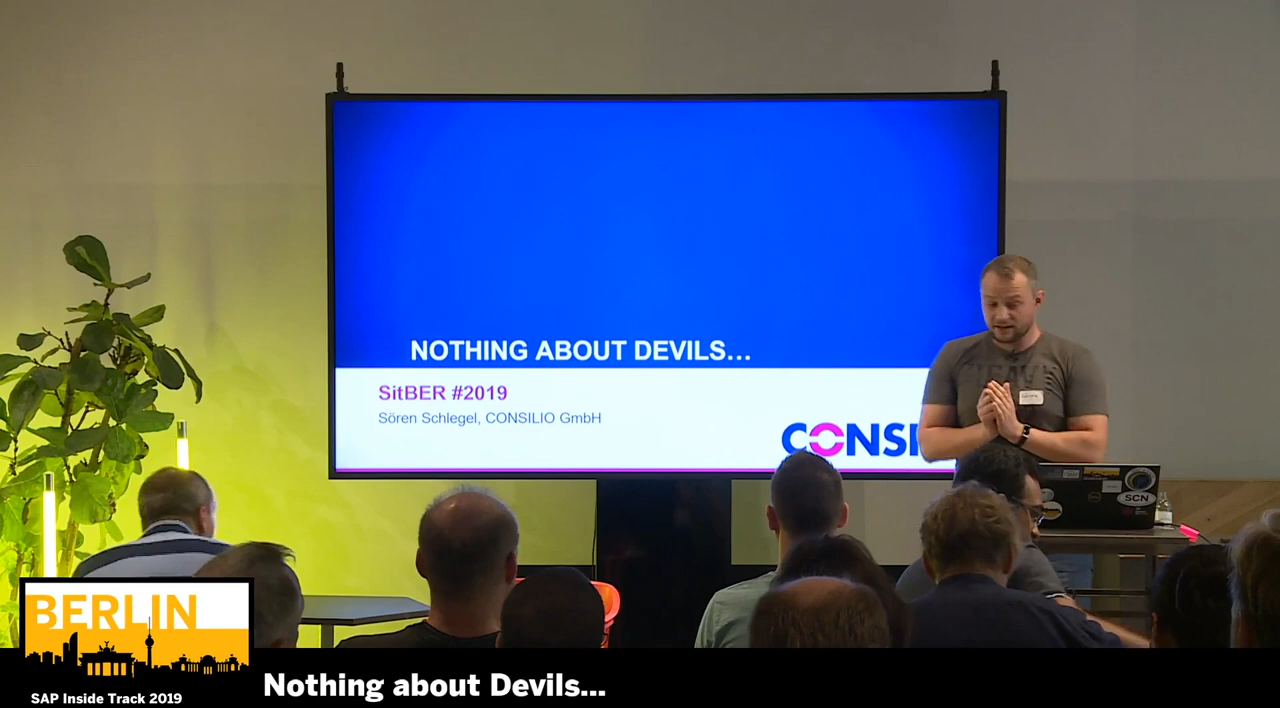 NOTHING ABOUT DEVILS...
SitBER #2019
Sören Schlegel, CONSILIO GmbH
CONSI
SCN
BERLIN
SAP Inside Track 2019
Nothing about Devils...